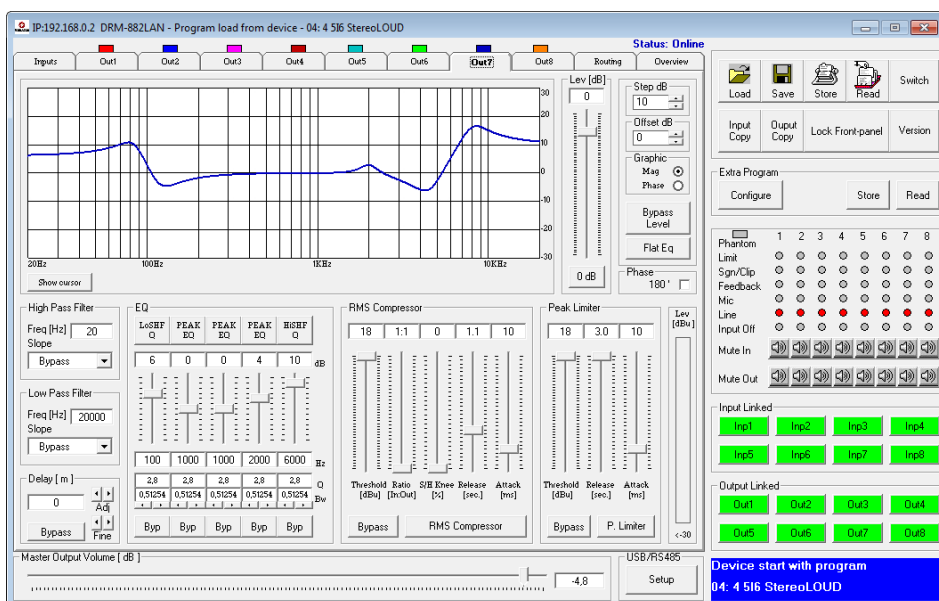 IP:192.168.0.2 DRM-882LAN - Program load from device - 04: 4 5I6 StereoLOUD
Status: Online
Inputs Out1 Out2 Out3 Out4 Out5 Out6 Out7 Out8 Routing Overview
30
20
10
0
-10
-20
-30
20Hz 100Hz 1KHz 10KHz
Show cursor
Lev [dB]
0
0 dB
Step dB
10
Offset dB
0
Graphic
Mag
Phase
Bypass Level
Flat Eq
Phase
180 '
High Pass Filter
Freq [Hz] 20
Slope
Bypass
Low Pass Filter
Freq [Hz] 20000
Slope
Bypass
Delay [ m ]
0
Adj
Bypass
Fine
EQ
LoSHF Q PEAK EQ PEAK EQ PEAK EQ HiSHF Q
6 0 0 4 10 dB
100 1000 1000 2000 6000 Hz
2,8 2,8 2,8 2,8 2,8 Q
0,51254 0,51254 0,51254 0,51254 0,51254 Bw
Byp Byp Byp Byp Byp
RMS Compressor
18 1:1 0 1.1 10
Threshold [dBu] Ratio [In:Out] S/H Knee [%] Release [sec.] Attack [ms]
Bypass RMS Compressor
Peak Limiter
18 3.0 10
Threshold [dBu] Release [sec.] Attack [ms]
Bypass P. Limiter
Lev [dBu]
<-30
Master Output Volume [ dB ]
-4,8
USB/RS485
Setup
Load Save Store Read Switch
Input Copy Ouput Copy Lock Front-panel Version
Extra Program
Configure Store Read
1 2 3 4 5 6 7 8
Phantom
Limit
Sgn/Clip
Feedback
Mic
Line
Input Off
Mute In
Mute Out
Input Linked
Inp1 Inp2 Inp3 Inp4
Inp5 Inp6 Inp7 Inp8
Output Linked
Out1 Out2 Out3 Out4
Out5 Out6 Out7 Out8
Device start with program
04: 4 5I6 StereoLOUD